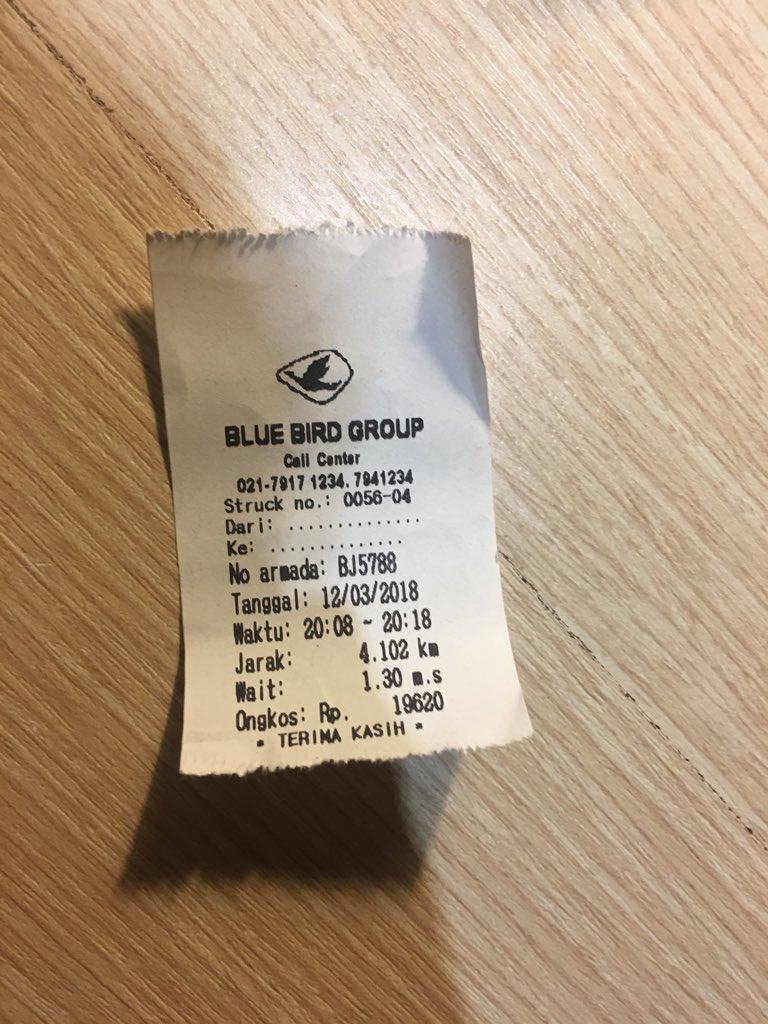 BLUE BIRD GROUP
Call Center
021-7917 1234, 7941234
Struck no.: 0056-04
Dari: ..............
Ke: ..............
No armada: BJ5788
Tanggal: 12/03/2018
Waktu: 20:08 ~ 20:18
Jarak: 4.102 km
Wait: 1.30 m.s
Ongkos: Rp. 19620
* TERIMA KASIH *